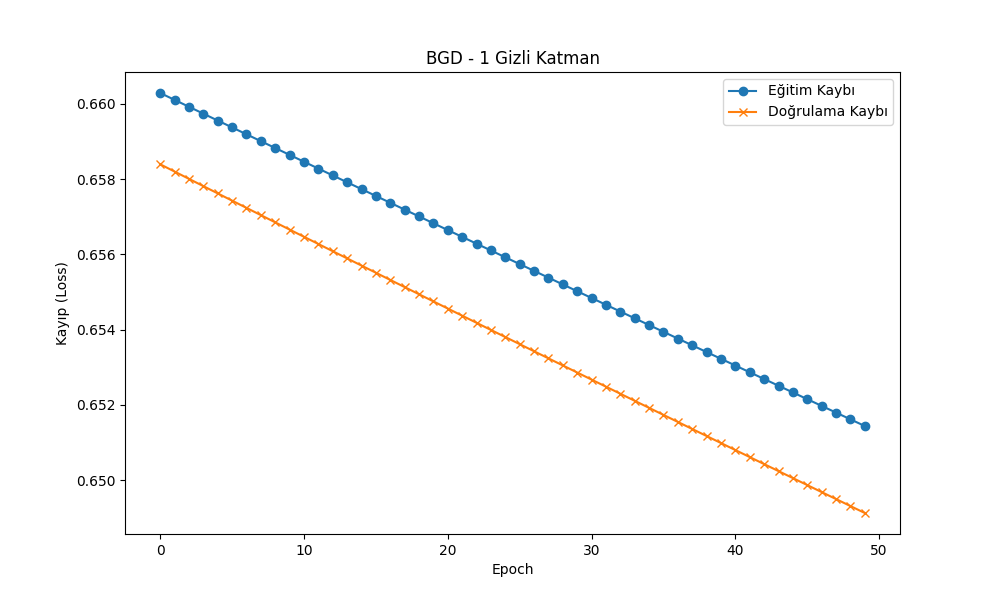 BGD - 1 Gizli Katman
Eğitim Kaybı
Doğrulama Kaybı
Kayıp (Loss)
0.660
0.658
0.656
0.654
0.652
0.650
0 10 20 30 40 50
Epoch